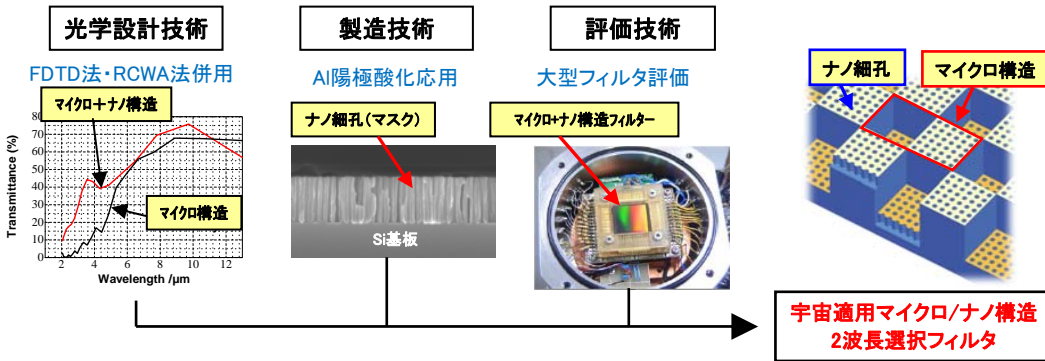 光学設計技術
FDTD法・RCWA法併用
マイクロ+ナノ構造
マイクロ構造
Transmittance (%)
80
70
60
50
40
30
20
10
0
2
4
6
8
10
12
Wavelength /μm
製造技術
Al陽極酸化応用
ナノ細孔(マスク)
Si基板
評価技術
大型フィルタ評価
マイクロ+ナノ構造フィルター
ナノ細孔
マイクロ構造
宇宙適用マイクロ/ナノ構造
2波長選択フィルタ